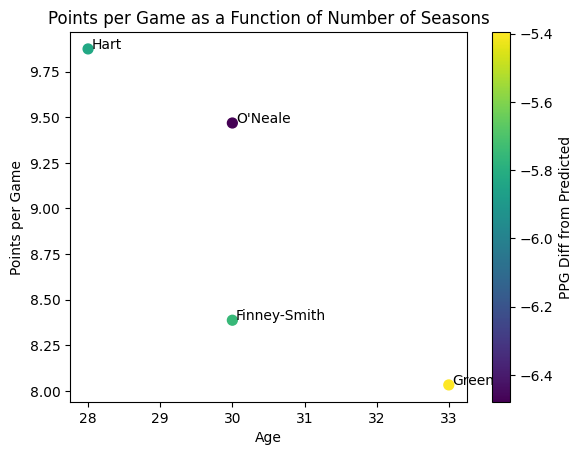 Points per Game as a Function of Number of Seasons
Points per Game
9.75
9.50
9.25
9.00
8.75
8.50
8.25
8.00
Hart
O'Neale
Finney-Smith
Green
28 29 30 31 32 33
Age
−5.4
−5.6
−5.8
−6.0
−6.2
−6.4
PPG Diff from Predicted